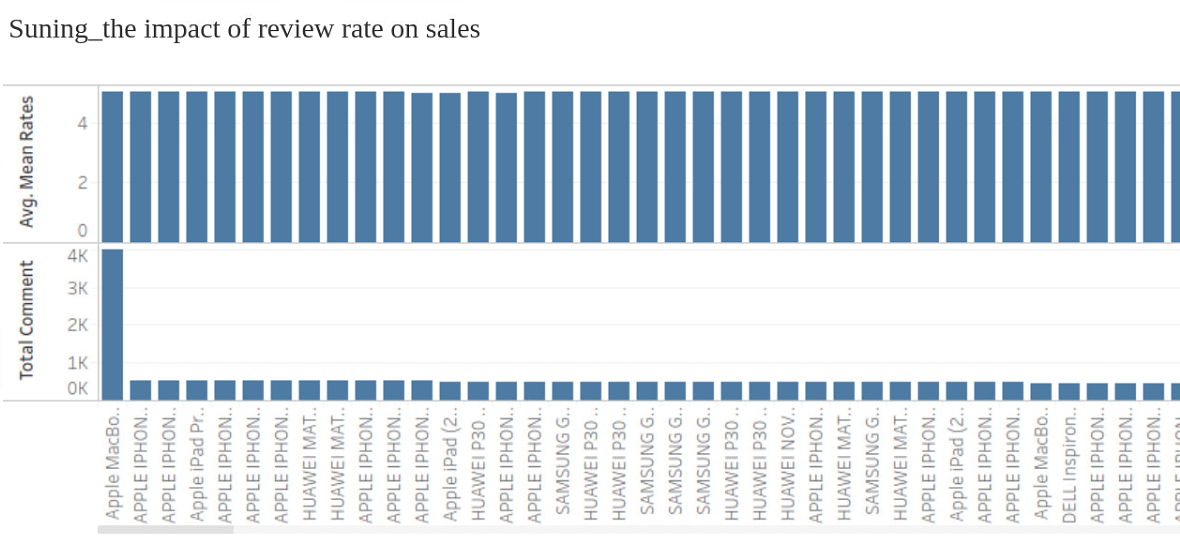 Suning_the impact of review rate on sales
Avg. Mean Rates
4
2
0
Total Comment
4K
3K
2K
1K
0K
Apple MacBo..
APPLE IPHON..
APPLE IPHON..
Apple iPad Pr..
APPLE IPHON..
APPLE IPHON..
APPLE IPHON..
HUAWEI MAT..
HUAWEI MAT..
APPLE IPHON..
APPLE IPHON..
APPLE IPHON..
Apple iPad (2..
HUAWEI P30 ..
APPLE IPHON..
APPLE IPHON..
SAMSUNG G..
HUAWEI P30 ..
HUAWEI P30 ..
SAMSUNG G..
SAMSUNG G..
SAMSUNG G..
HUAWEI P30 ..
HUAWEI P30 ..
HUAWEI NOV..
APPLE IPHON..
HUAWEI MAT..
SAMSUNG G..
HUAWEI MAT..
APPLE IPHON..
Apple iPad (2..
APPLE IPHON..
APPLE IPHON..
Apple MacBo..
DELL Inspiron..
APPLE IPHON..
APPLE IPHON..
APPLE IPHON..